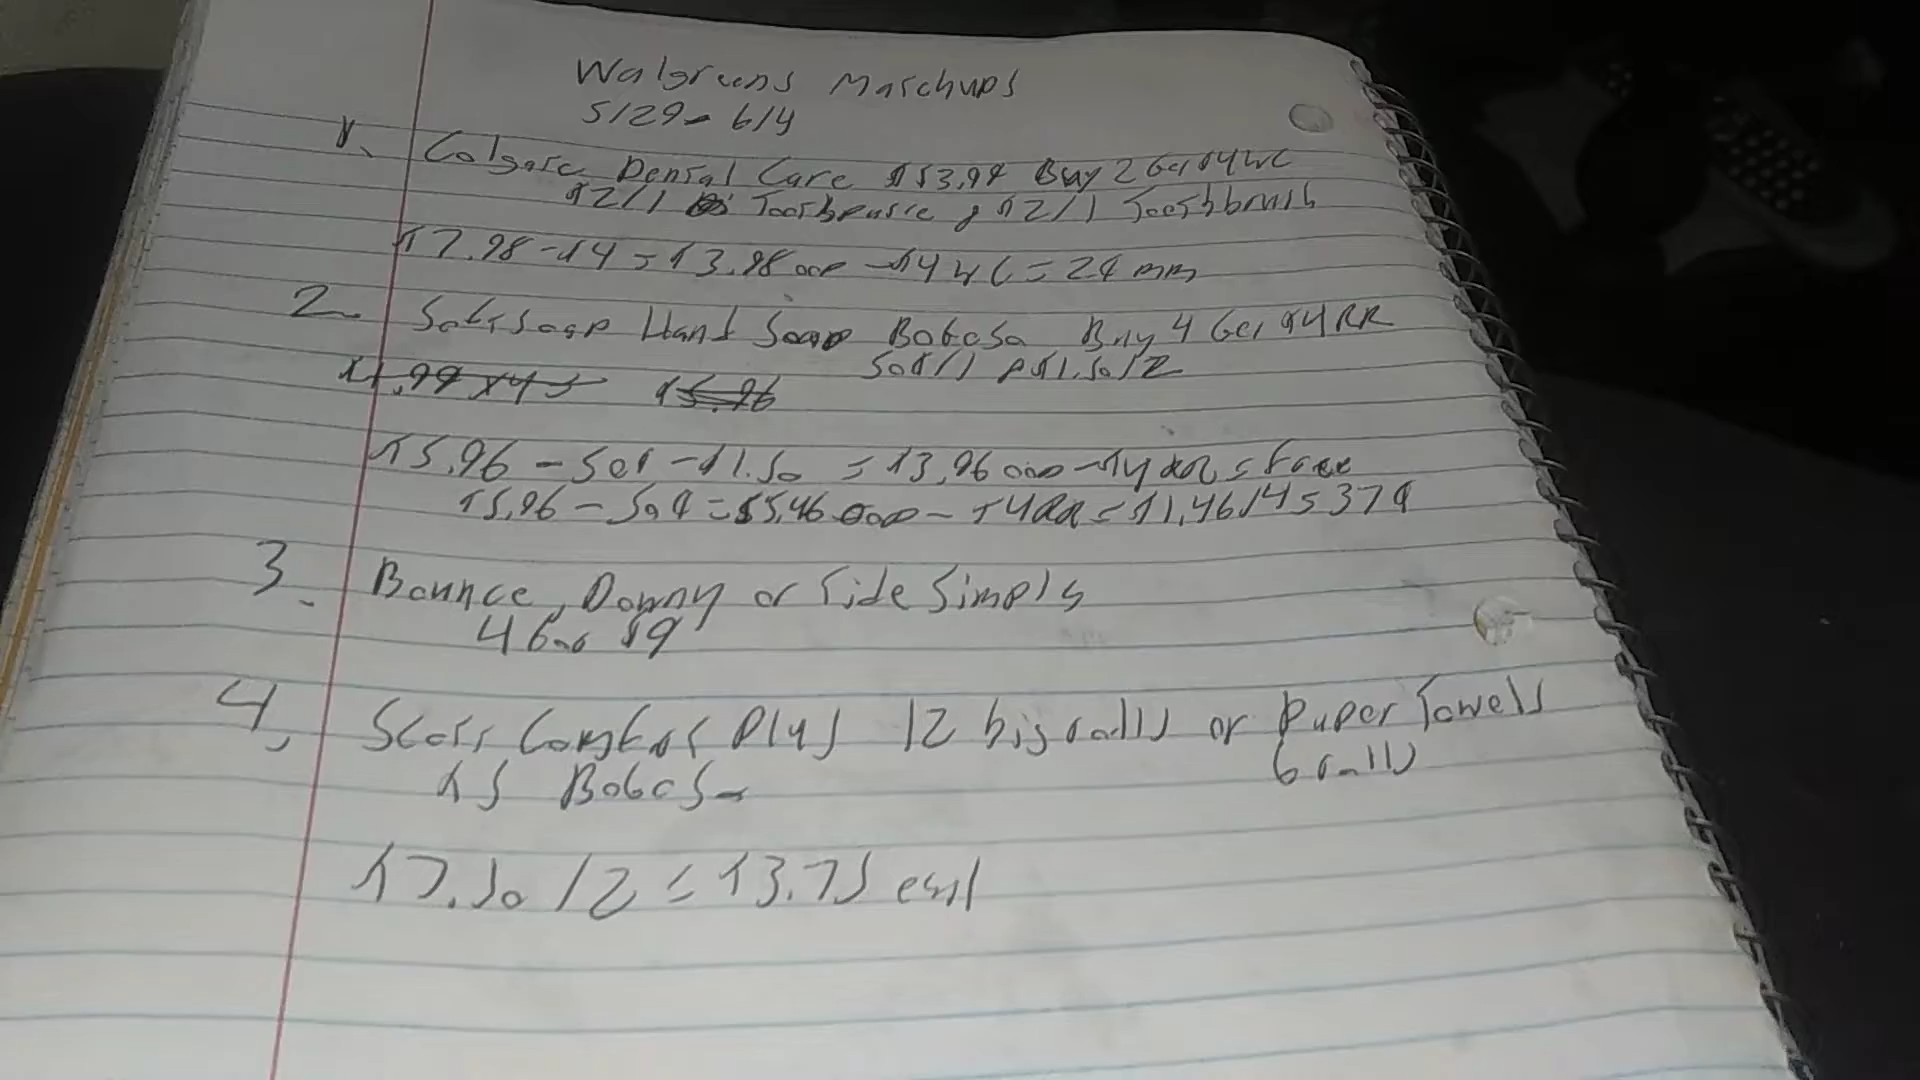 Walgreens Matchups
5/29 - 6/4
1. Colgate Dental Care $3.99 Buy 2 Get $4 WC
$2/1 Toothpaste & $2/1 Toothbrush
$7.98 - $4 = $3.98 oop - $4 WC = 2¢ mm
2. Softsoap Hand Soap BoGo50 Buy 4 Get $4 RR
50¢/1 $1.50/2
$5.96 - 50¢ - $1.50 = $3.96 oop - $4 RR = Free
$5.96 - 50¢ = $5.46 oop - $4 RR = $1.46/4 = 37¢
3. Bounce, Downy or Tide Simply
4 for $9
4. Scott Comfort Plus 12 big rolls or Paper Towels
6 rolls
$5 BoGo50
$7.50/2 = $3.75 each